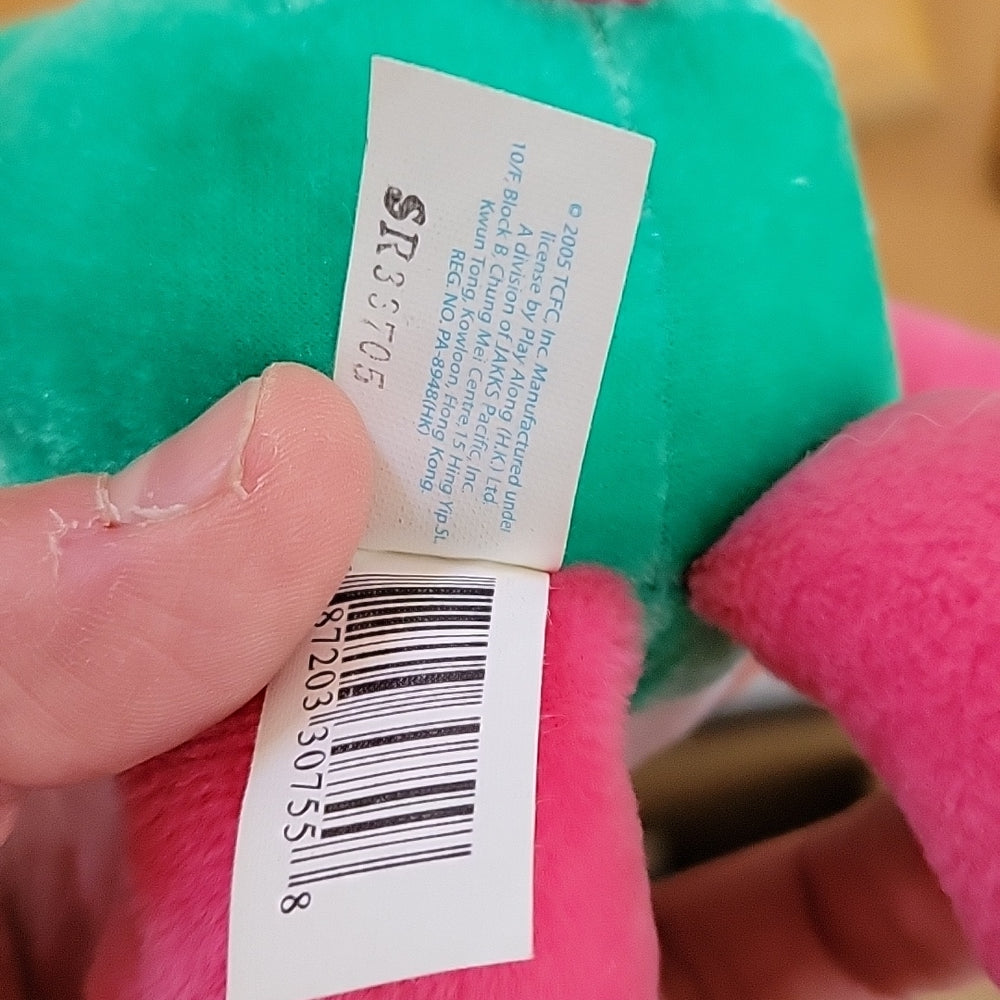 © 2005 TCFC, Inc. Manufactured under
license by Play Along (H.K.) Ltd.
A division of JAKKS Pacific, Inc.
10/F, Block B, Chung Mei Centre, 15 Hing Yip St.
Kwun Tong, Kowloon, Hong Kong.
REG. NO. PA-8948(HK)
SR33705
87203 30755 8